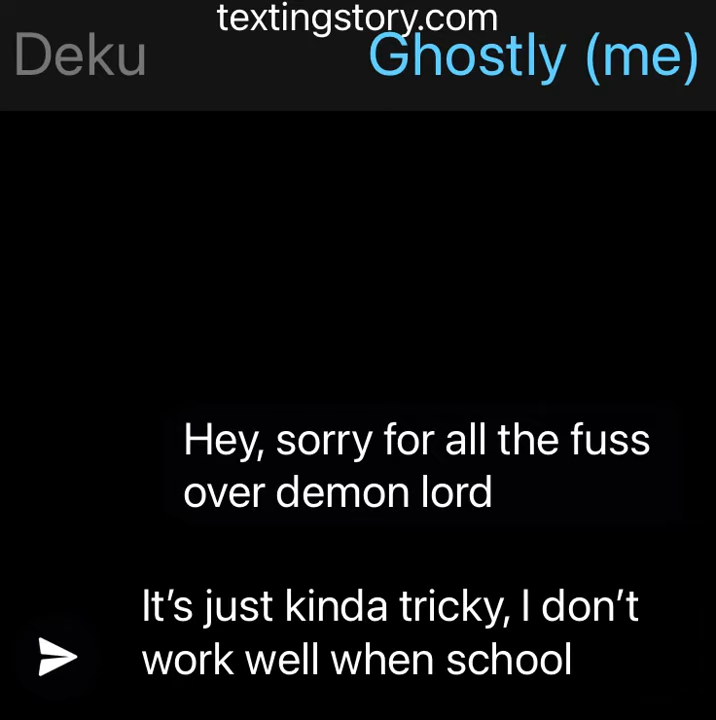 textingstory.com
Deku
Ghostly (me)
Hey, sorry for all the fuss
over demon lord
It’s just kinda tricky, I don’t
work well when school